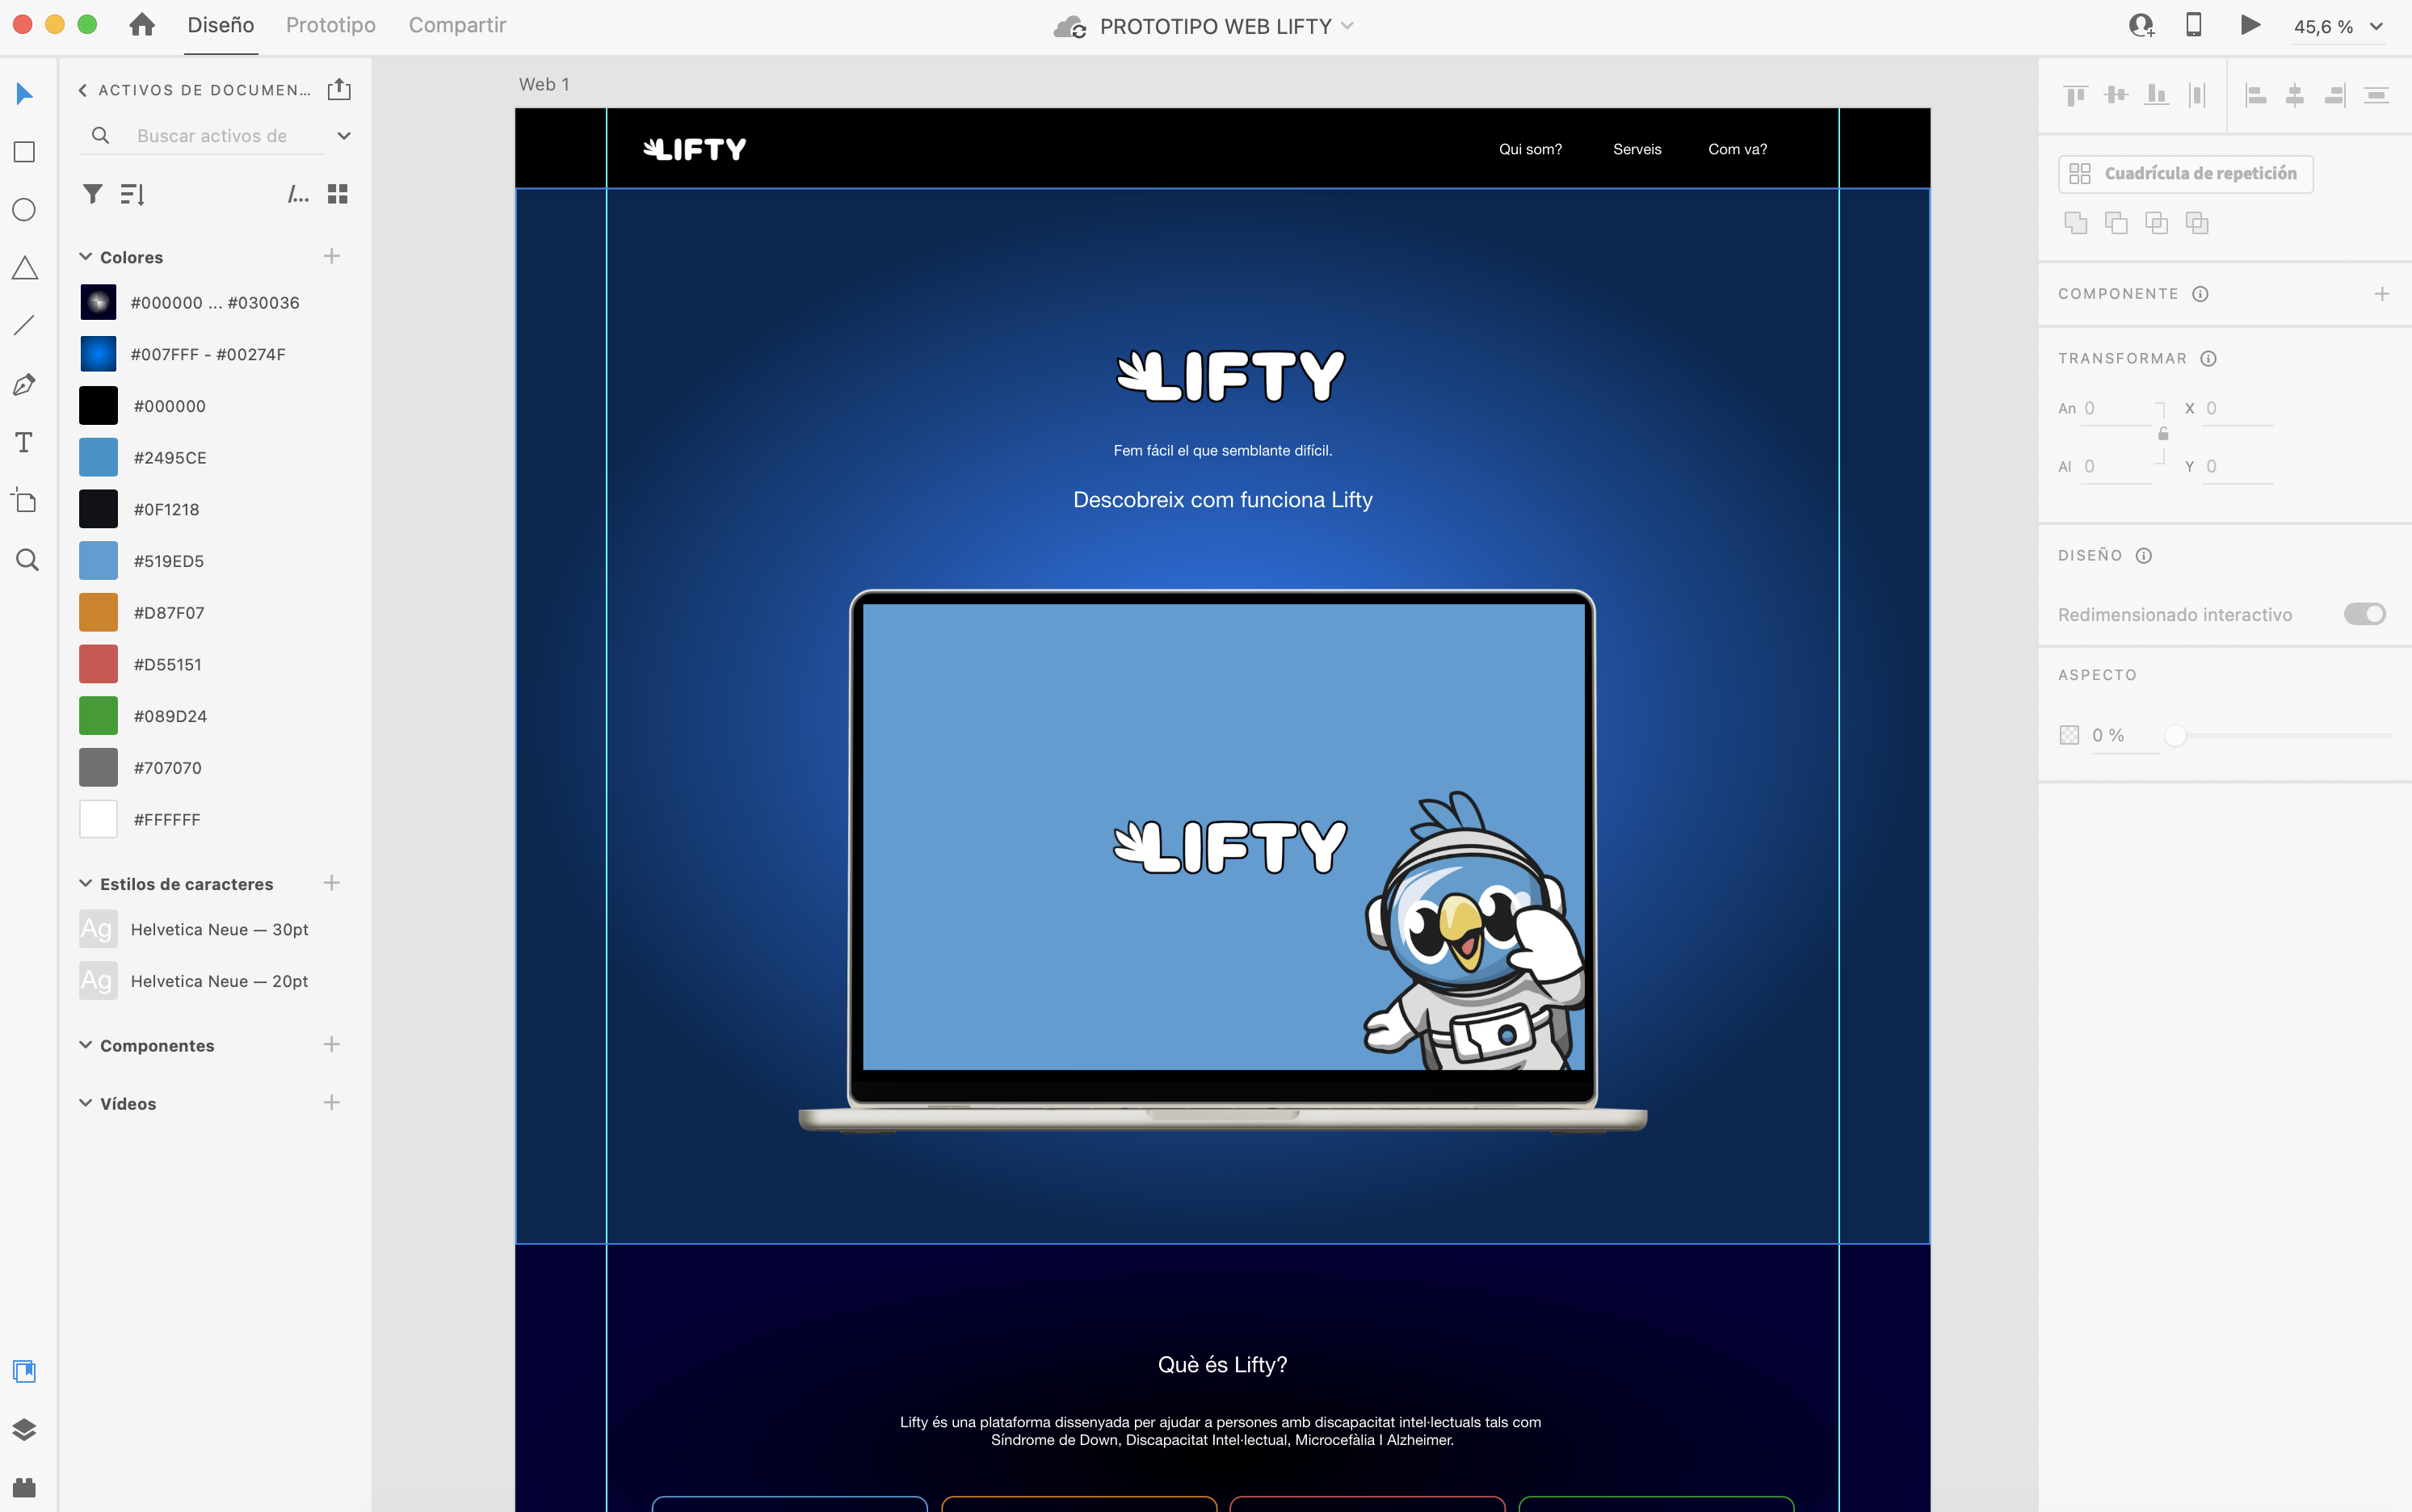 Diseño Prototipo Compartir
PROTOTIPO WEB LIFTY
45,6 %
ACTIVOS DE DOCUMEN...
Buscar activos de
/...
Colores
#000000 ... #030036
#007FFF - #00274F
#000000
#2495CE
#0F1218
#519ED5
#D87F07
#D55151
#089D24
#707070
#FFFFFF
Estilos de caracteres
Ag Helvetica Neue — 30pt
Ag Helvetica Neue — 20pt
Componentes
Vídeos
Web 1
LIFTY
Qui som? Serveis Com va?
LIFTY
Fem fácil el que semblante difícil.
Descobreix com funciona Lifty
LIFTY
Què és Lifty?
Lifty és una plataforma dissenyada per ajudar a persones amb discapacitat intel·lectuals tals com
Síndrome de Down, Discapacitat Intel·lectual, Microcefàlia I Alzheimer.
Cuadrícula de repetición
COMPONENTE
TRANSFORMAR
An 0 X 0
Al 0 Y 0
DISEÑO
Redimensionado interactivo
ASPECTO
0 %